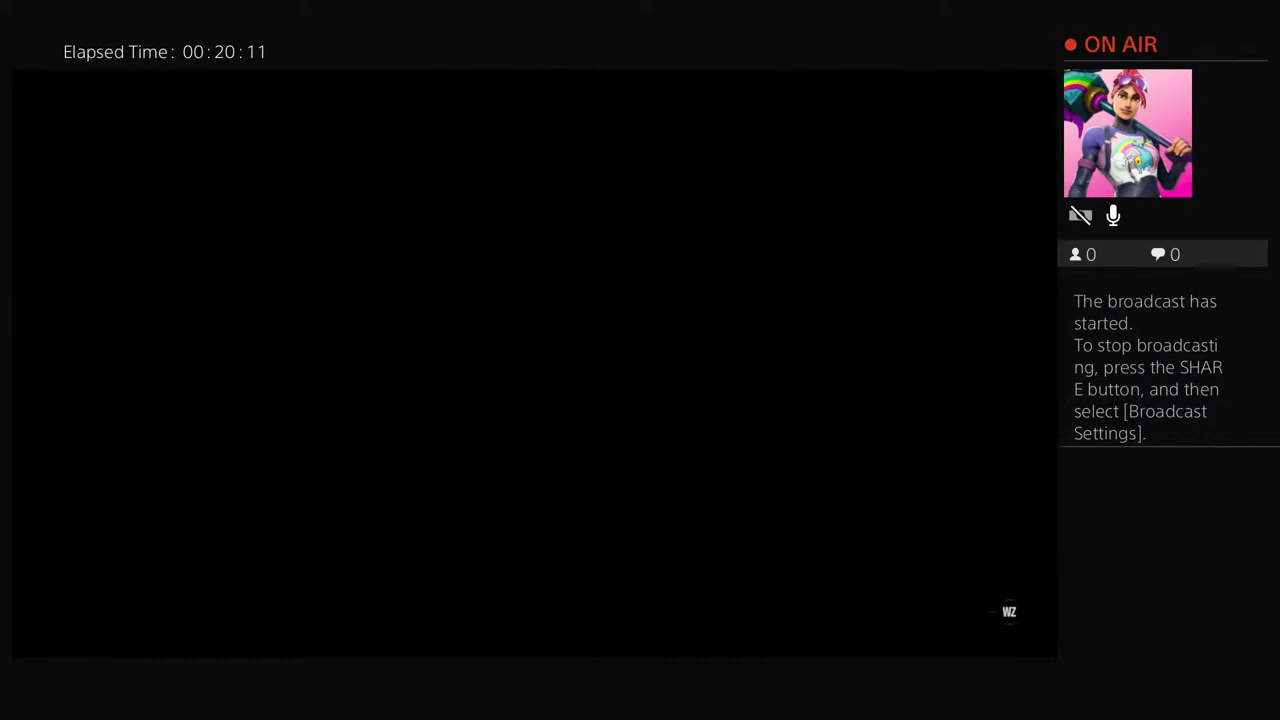 Elapsed Time: 00:20:11
ON AIR
0 0
The broadcast has
started.
To stop broadcasti
ng, press the SHAR
E button, and then
select [Broadcast
Settings].
WZ